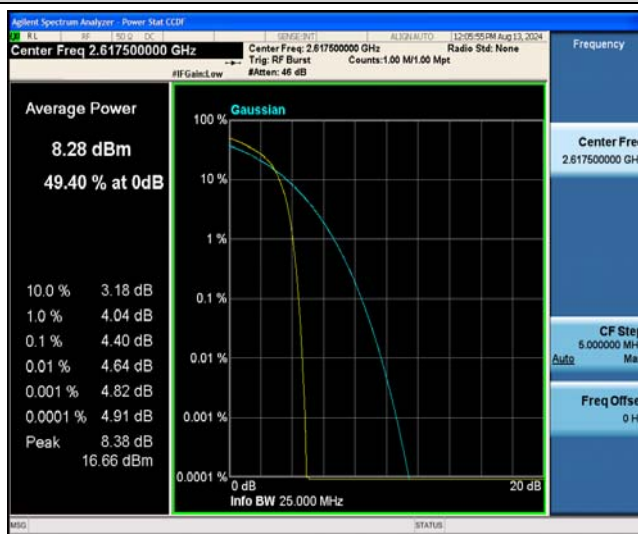 Agilent Spectrum Analyzer - Power Stat CCDF
RL RF 50 Ω DC SENSE:INT ALIGN AUTO 12:05:55 PM Aug 13, 2024
Center Freq 2.617500000 GHz
Center Freq: 2.617500000 GHz Radio Std: None
Trig: RF Burst Counts:1.00 M/1.00 Mpt
#IFGain:Low #Atten: 46 dB
Frequency
Average Power
8.28 dBm
49.40 % at 0dB
10.0 % 3.18 dB
1.0 % 4.04 dB
0.1 % 4.40 dB
0.01 % 4.64 dB
0.001 % 4.82 dB
0.0001 % 4.91 dB
Peak 8.38 dB
16.66 dBm
Gaussian
100 %
10 %
1 %
0.1 %
0.01 %
0.001 %
0.0001 %
0 dB 20 dB
Info BW 25.000 MHz
Center Fre
2.617500000 GH
CF Ste
5.000000 MH
Auto Ma
Freq Offse
0 H
MSG STATUS